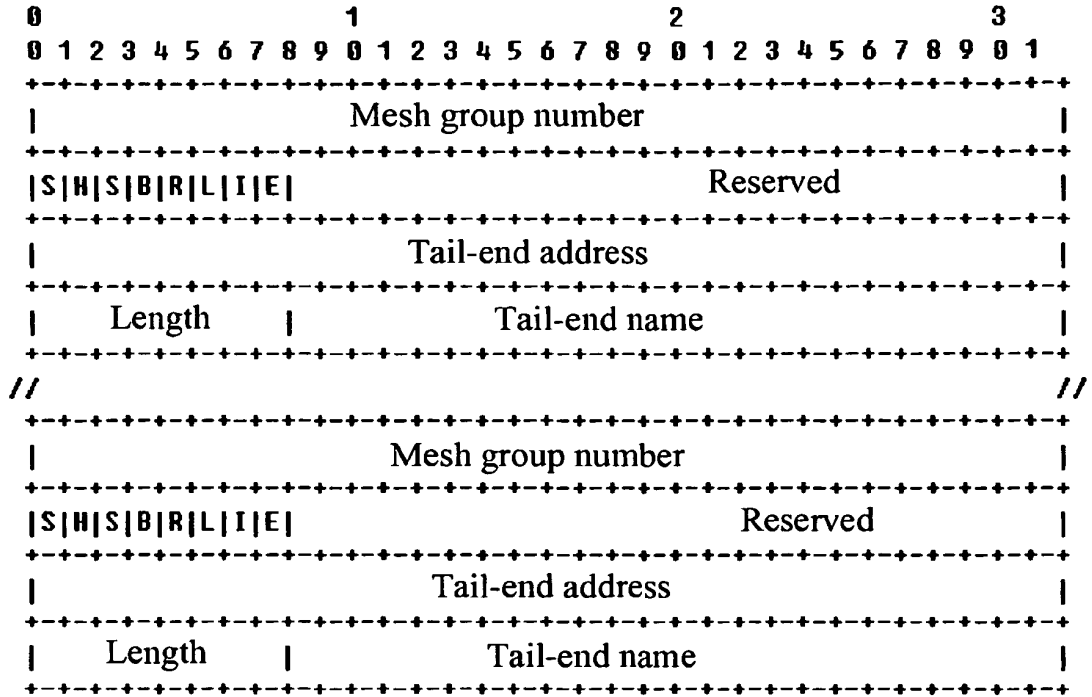 0 1 2 3
0 1 2 3 4 5 6 7 8 9 0 1 2 3 4 5 6 7 8 9 0 1 2 3 4 5 6 7 8 9 0 1
+-+-+-+-+-+-+-+-+-+-+-+-+-+-+-+-+-+-+-+-+-+-+-+-+-+-+-+-+-+-+-+-+
| Mesh group number |
+-+-+-+-+-+-+-+-+-+-+-+-+-+-+-+-+-+-+-+-+-+-+-+-+-+-+-+-+-+-+-+-+
|S|H|S|B|R|L|I|E| Reserved |
+-+-+-+-+-+-+-+-+-+-+-+-+-+-+-+-+-+-+-+-+-+-+-+-+-+-+-+-+-+-+-+-+
| Tail-end address |
+-+-+-+-+-+-+-+-+-+-+-+-+-+-+-+-+-+-+-+-+-+-+-+-+-+-+-+-+-+-+-+-+
| Length | Tail-end name |
+-+-+-+-+-+-+-+-+-+-+-+-+-+-+-+-+-+-+-+-+-+-+-+-+-+-+-+-+-+-+-+-+
// //
+-+-+-+-+-+-+-+-+-+-+-+-+-+-+-+-+-+-+-+-+-+-+-+-+-+-+-+-+-+-+-+-+
| Mesh group number |
+-+-+-+-+-+-+-+-+-+-+-+-+-+-+-+-+-+-+-+-+-+-+-+-+-+-+-+-+-+-+-+-+
|S|H|S|B|R|L|I|E| Reserved |
+-+-+-+-+-+-+-+-+-+-+-+-+-+-+-+-+-+-+-+-+-+-+-+-+-+-+-+-+-+-+-+-+
| Tail-end address |
+-+-+-+-+-+-+-+-+-+-+-+-+-+-+-+-+-+-+-+-+-+-+-+-+-+-+-+-+-+-+-+-+
| Length | Tail-end name |
+-+-+-+-+-+-+-+-+-+-+-+-+-+-+-+-+-+-+-+-+-+-+-+-+-+-+-+-+-+-+-+-+